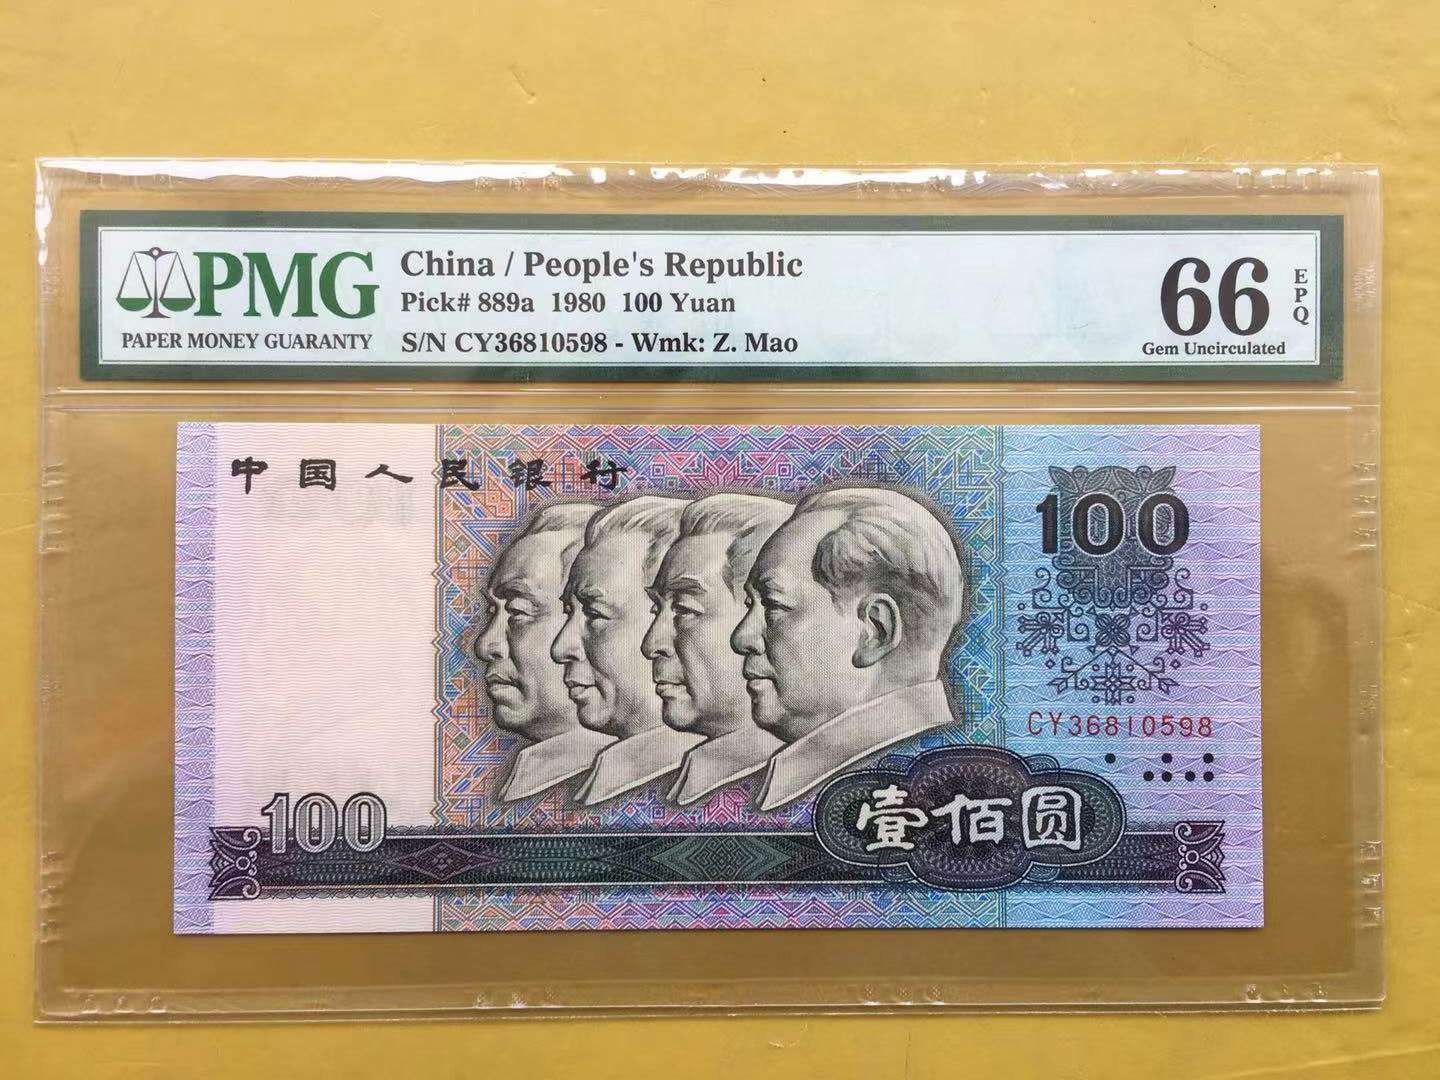 PMG
PAPER MONEY GUARANTY
China / People's Republic
Pick# 889a 1980 100 Yuan
S/N CY36810598 - Wmk: Z. Mao
66
EPQ
Gem Uncirculated
中国人民银行
100
CY36810598
100
壹佰圆